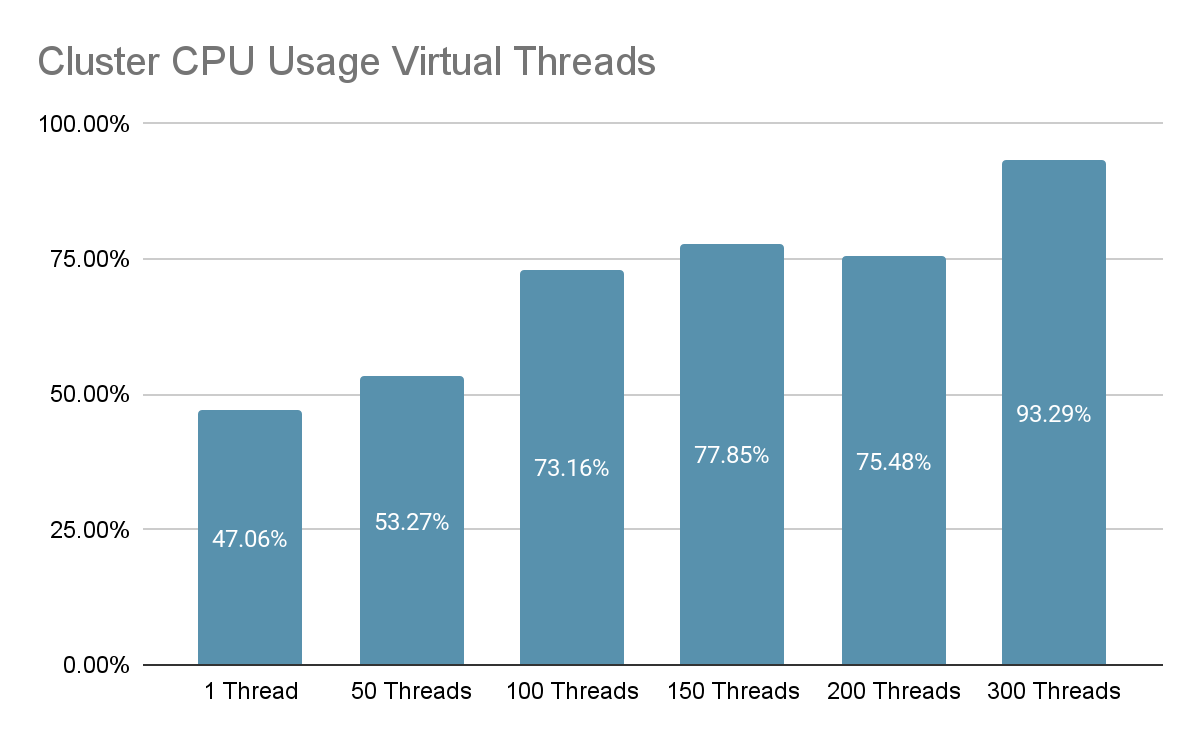 Cluster CPU Usage Virtual Threads
100.00%
75.00%
50.00%
25.00%
0.00%
47.06%
53.27%
73.16%
77.85%
75.48%
93.29%
1 Thread
50 Threads
100 Threads
150 Threads
200 Threads
300 Threads